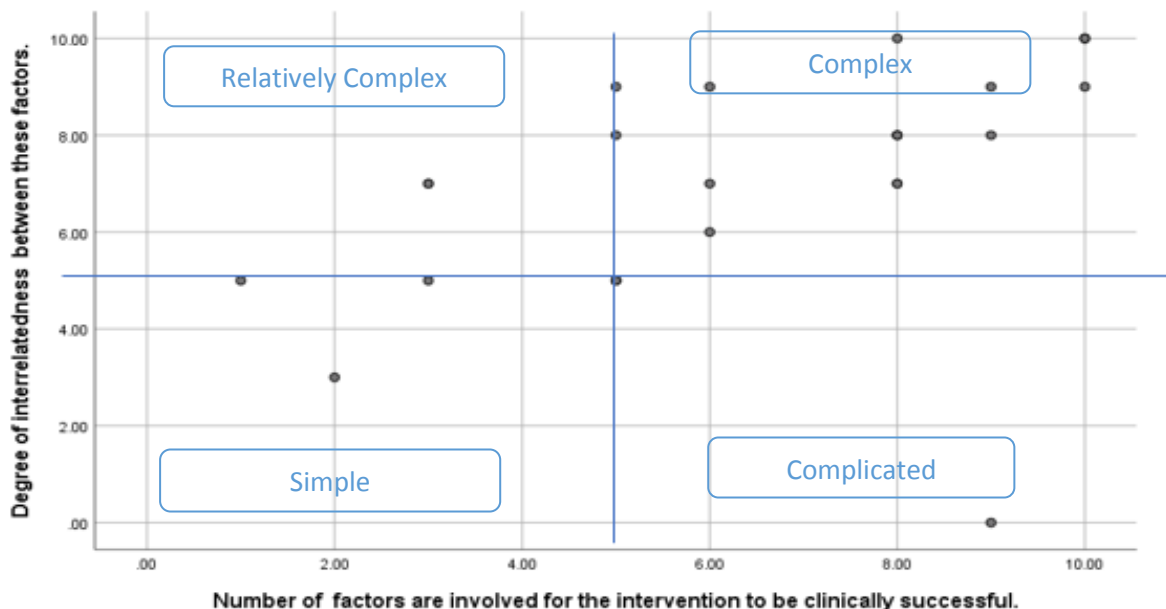 Degree of interrelatedness between these factors.
10.00
8.00
6.00
4.00
2.00
.00
Relatively Complex
Complex
Simple
Complicated
.00
2.00
4.00
6.00
8.00
10.00
Number of factors are involved for the intervention to be clinically successful.